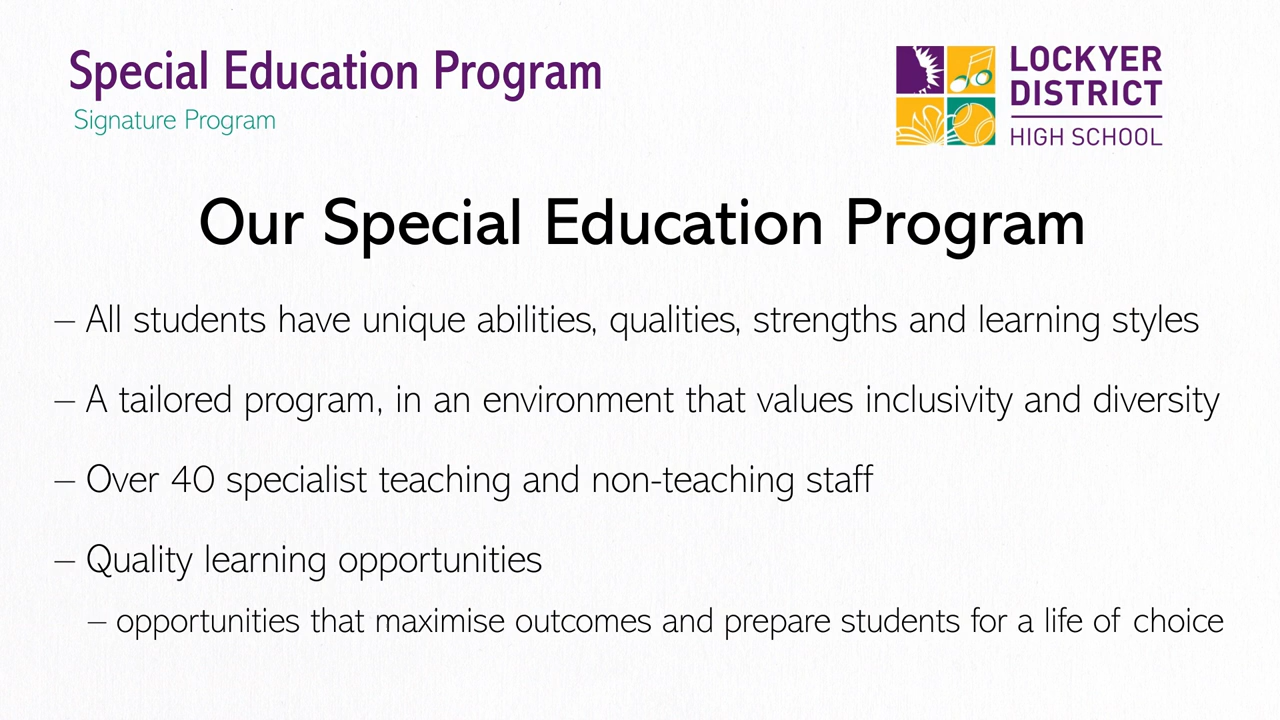 Special Education Program
Signature Program
LOCKYER
DISTRICT
HIGH SCHOOL
Our Special Education Program
– All students have unique abilities, qualities, strengths and learning styles
– A tailored program, in an environment that values inclusivity and diversity
– Over 40 specialist teaching and non-teaching staff
– Quality learning opportunities
– opportunities that maximise outcomes and prepare students for a life of choice